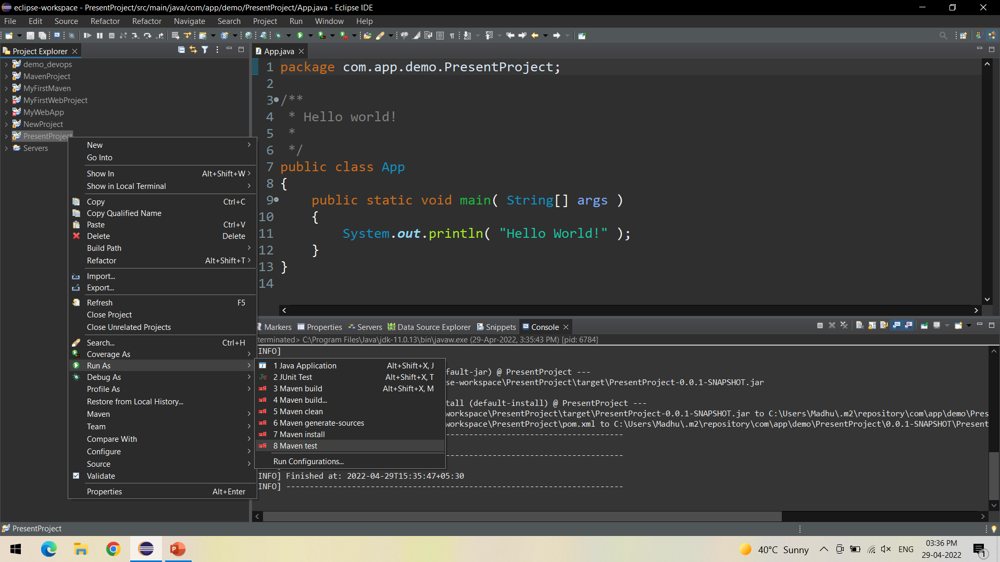 eclipse-workspace - PresentProject/src/main/java/com/app/demo/PresentProject/App.java - Eclipse IDE
File Edit Source Refactor Refactor Navigate Search Project Run Window Help
Project Explorer
demo_devops
MavenProject
MyFirstMaven
MyFirstWebProject
MyWebApp
NewProject
PresentProject
Servers
New
Go Into
Show In Alt+Shift+W
Show in Local Terminal
Copy Ctrl+C
Copy Qualified Name
Paste Ctrl+V
Delete Delete
Build Path
Refactor Alt+Shift+T
Import...
Export...
Refresh F5
Close Project
Close Unrelated Projects
Search... Ctrl+H
Coverage As
Run As
Debug As
Profile As
Restore from Local History...
Maven
Team
Compare With
Configure
Source
Validate
Properties Alt+Enter
1 Java Application Alt+Shift+X, J
2 JUnit Test Alt+Shift+X, T
3 Maven build Alt+Shift+X, M
4 Maven build...
5 Maven clean
6 Maven generate-sources
7 Maven install
8 Maven test
Run Configurations...
App.java
1 package com.app.demo.PresentProject;
2
3 /**
4 * Hello world!
5 *
6 */
7 public class App
8 {
9 public static void main( String[] args )
10 {
11 System.out.println( "Hello World!" );
12 }
13 }
14
Markers Properties Servers Data Source Explorer Snippets Console
terminated> C:\Program Files\Java\jdk-11.0.13\bin\javaw.exe (29-Apr-2022, 3:35:43 PM) [pid: 6784]
INFO]
fault-jar) @ PresentProject ---
se-workspace\PresentProject\target\PresentProject-0.0.1-SNAPSHOT.jar
tall (default-install) @ PresentProject ---
workspace\PresentProject\target\PresentProject-0.0.1-SNAPSHOT.jar to C:\Users\Madhu\.m2\repository\com\app\demo\Pres
workspace\PresentProject\pom.xml to C:\Users\Madhu\.m2\repository\com\app\demo\PresentProject\0.0.1-SNAPSHOT\Present
--------------------------------------
--------------------------------------
INFO] Finished at: 2022-04-29T15:35:47+05:30
INFO] ------------------------------------------------------------------------
PresentProject
40°C Sunny
ENG
03:36 PM
29-04-2022
1